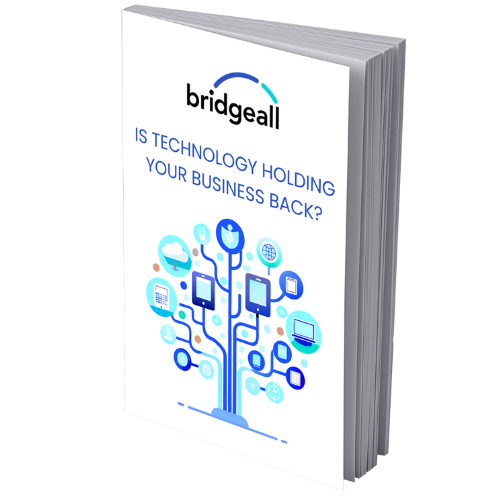 bridgeall
IS TECHNOLOGY HOLDING
YOUR BUSINESS BACK?